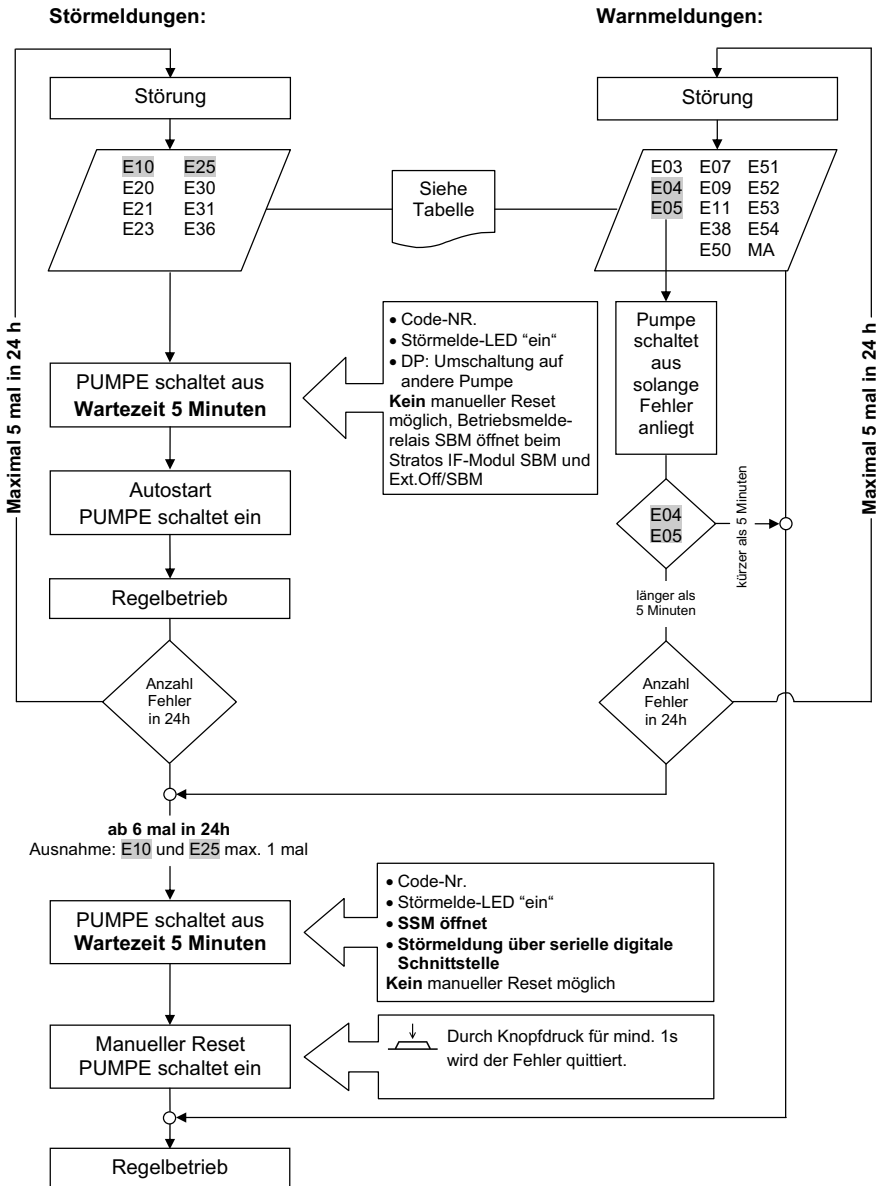 Störmeldungen:
Störung
E10 E25
E20 E30
E21 E31
E23 E36
Siehe
Tabelle
Maximal 5 mal in 24 h
PUMPE schaltet aus
Wartezeit 5 Minuten
• Code-NR.
• Störmelde-LED “ein“
• DP: Umschaltung auf
andere Pumpe
Kein manueller Reset
möglich, Betriebsmelde-
relais SBM öffnet beim
Stratos IF-Modul SBM und
Ext.Off/SBM
Autostart
PUMPE schaltet ein
Regelbetrieb
Anzahl
Fehler
in 24h
Warnmeldungen:
Störung
E03 E07 E51
E04 E09 E52
E05 E11 E53
E38 E54
E50 MA
Pumpe
schaltet
aus
solange
Fehler
anliegt
E04
E05
kürzer als 5 Minuten
länger als
5 Minuten
Anzahl
Fehler
in 24h
Maximal 5 mal in 24 h
ab 6 mal in 24h
Ausnahme: E10 und E25 max. 1 mal
PUMPE schaltet aus
Wartezeit 5 Minuten
• Code-Nr.
• Störmelde-LED “ein“
• SSM öffnet
• Störmeldung über serielle digitale
Schnittstelle
Kein manueller Reset möglich
Manueller Reset
PUMPE schaltet ein
Durch Knopfdruck für mind. 1s
wird der Fehler quittiert.
Regelbetrieb